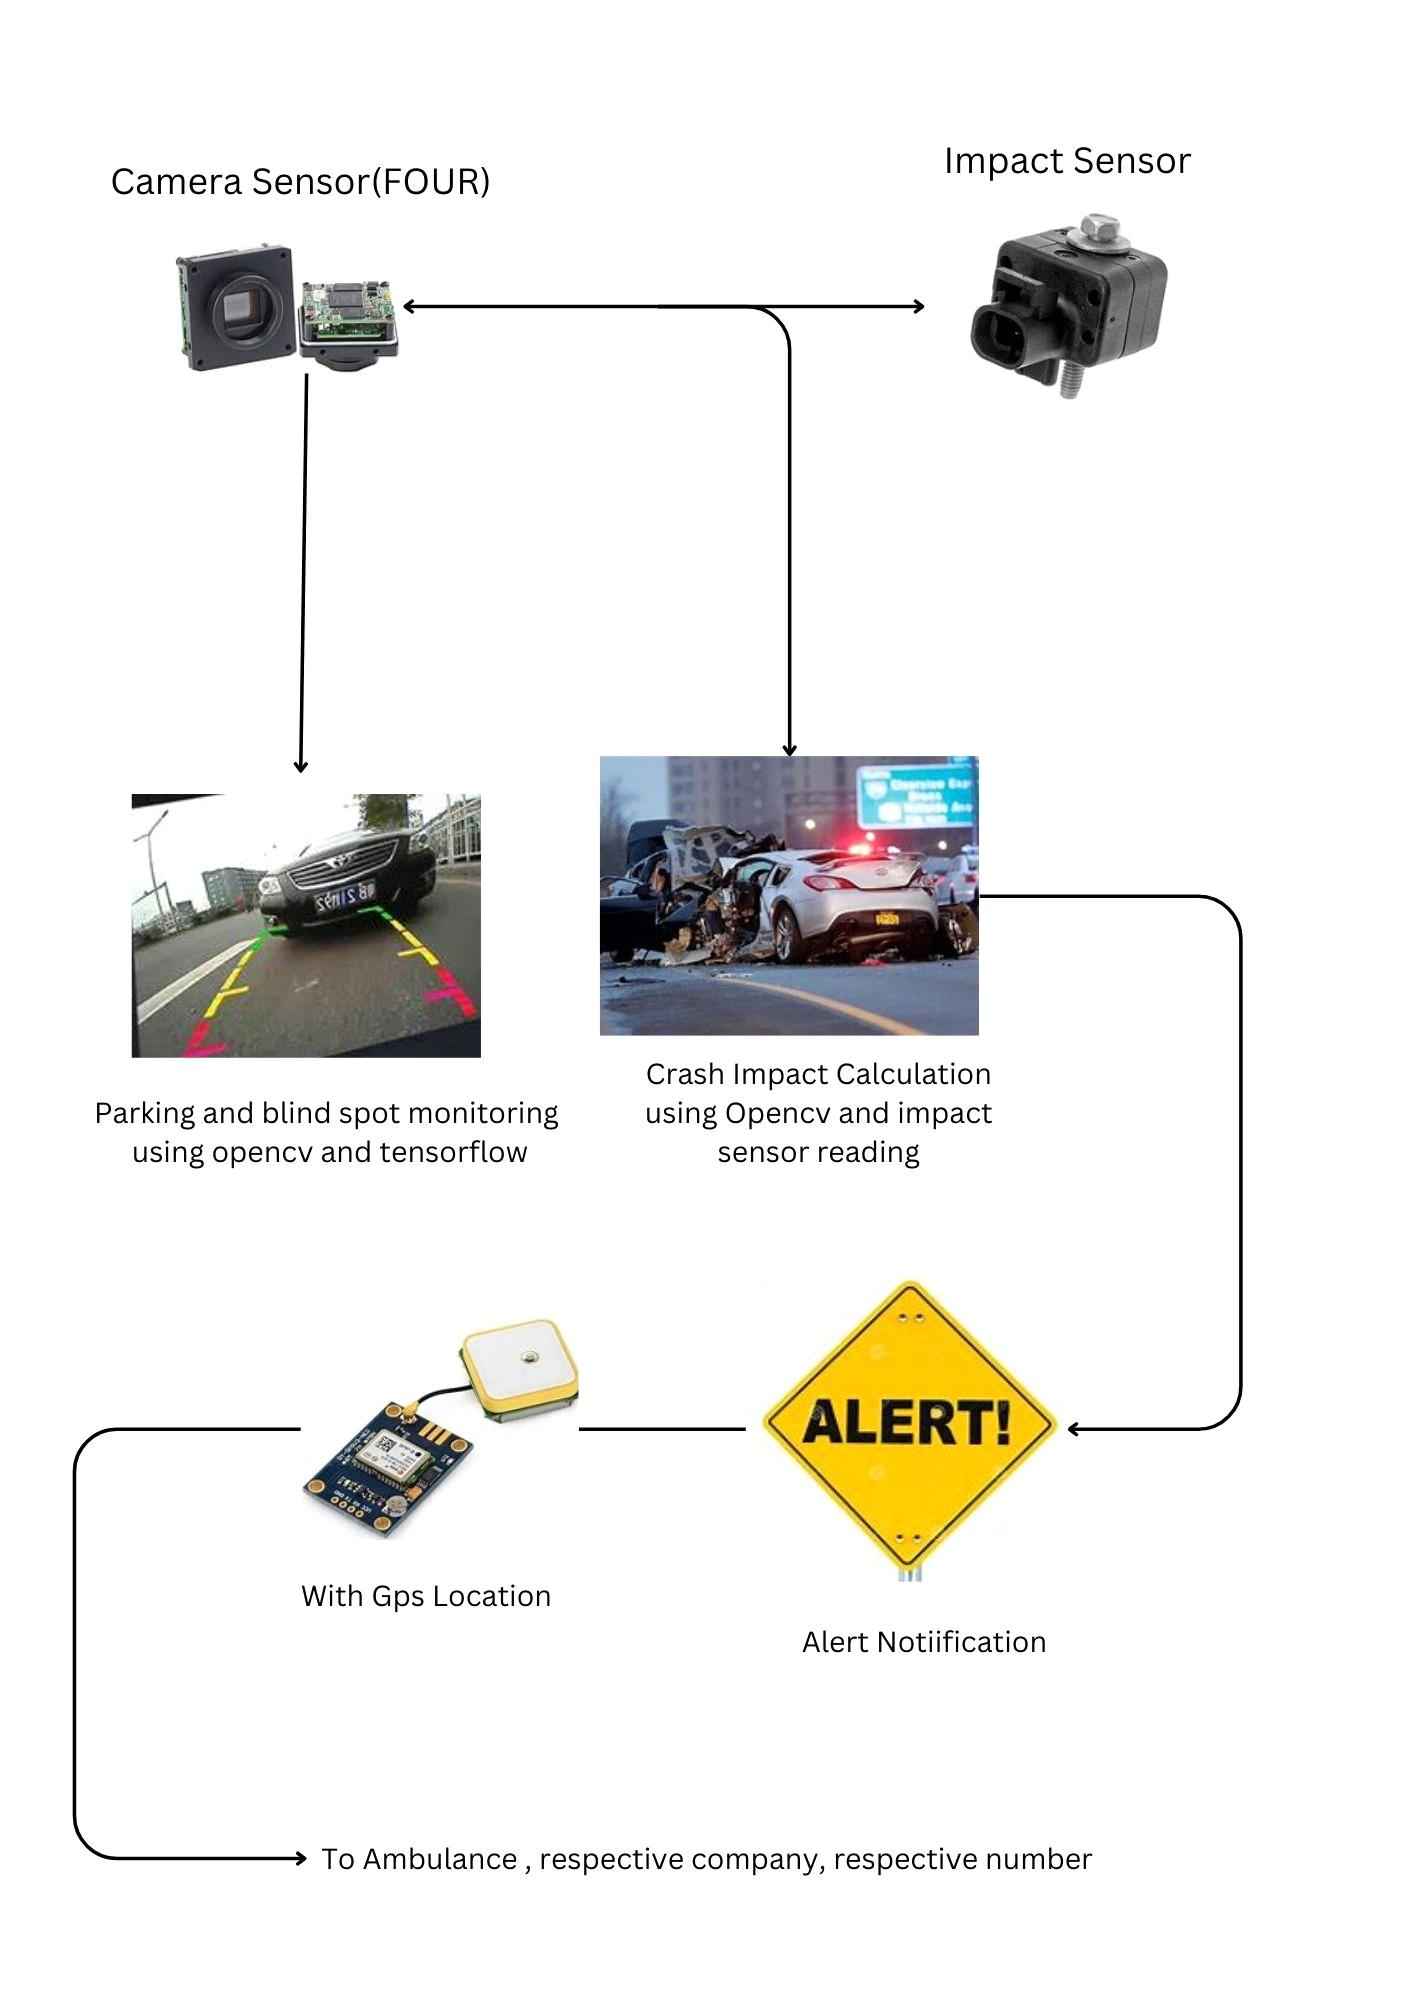 Camera Sensor(FOUR)
Impact Sensor
Parking and blind spot monitoring
using opencv and tensorflow
Crash Impact Calculation
using Opencv and impact
sensor reading
ALERT!
With Gps Location
Alert Notiification
To Ambulance , respective company, respective number